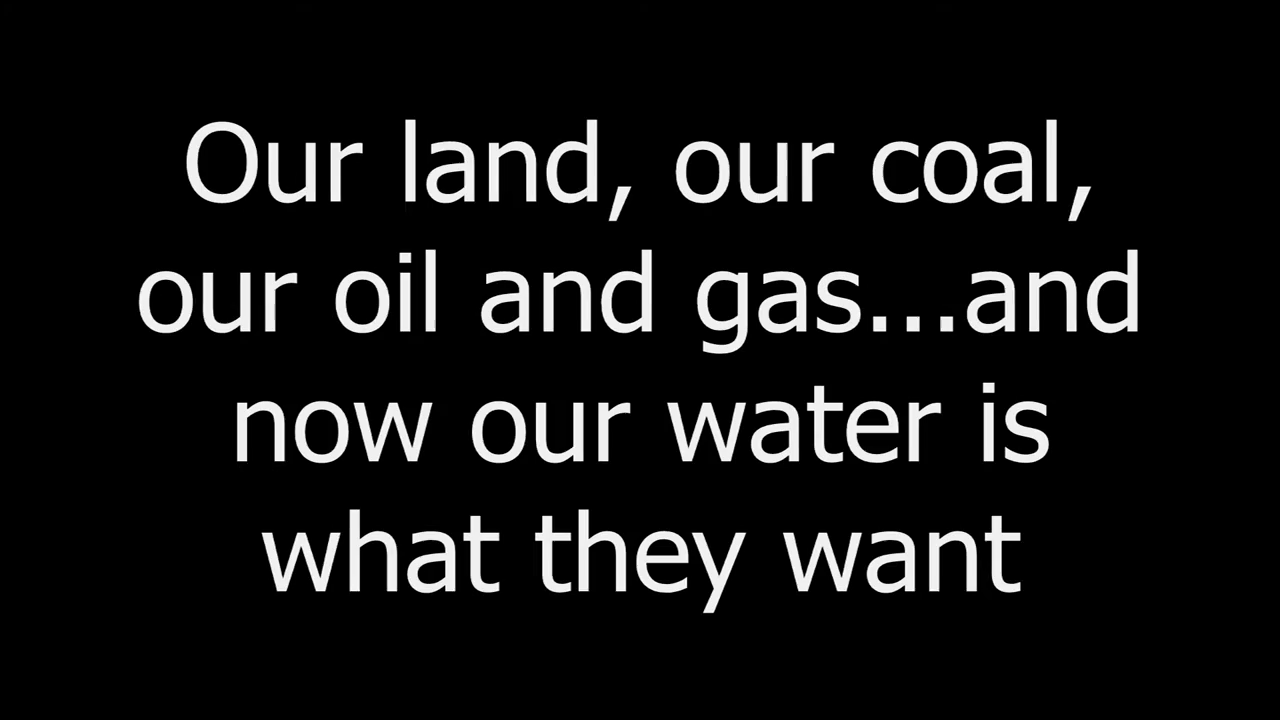 Our land, our coal,
our oil and gas...and
now our water is
what they want